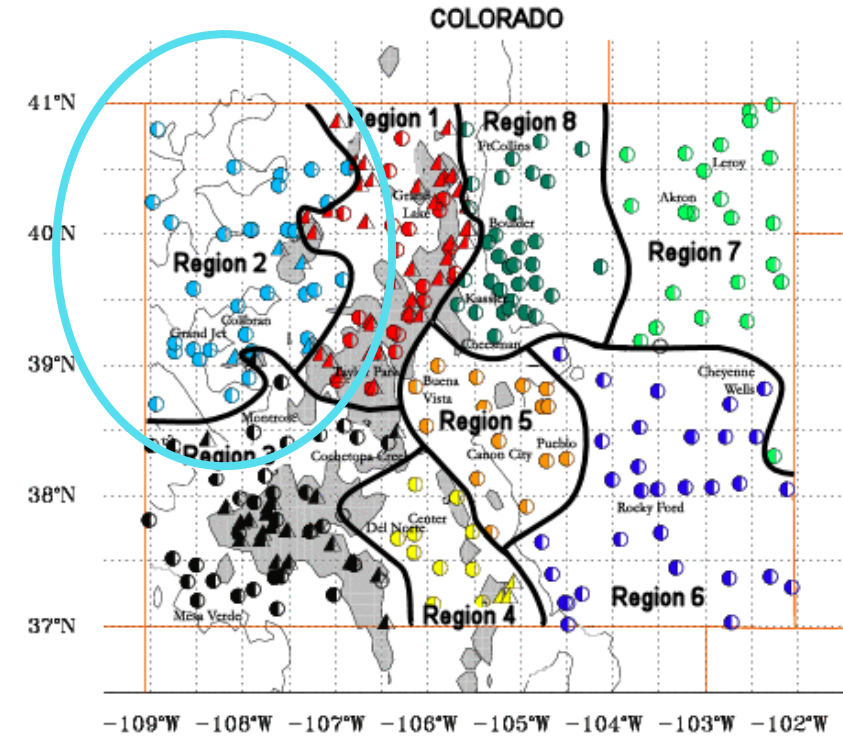 COLORADO
41°N
Region 1
Region 8
FtCollins
Leroy
Grand
Lake
Akron
Boulder
40°N
Region 2
Region 7
Kassler
Collbran
Grand Jct
Cheesman
39°N
Taylor Park
Cheyenne
Wells
Buena
Vista
Montrose
Region 5
Region 3
Cochetopa Creek
Canon City
Pueblo
38°N
Rocky Ford
Center
Del Norte
Mesa Verde
Region 4
Region 6
37°N
-109°W -108°W -107°W -106°W -105°W -104°W -103°W -102°W